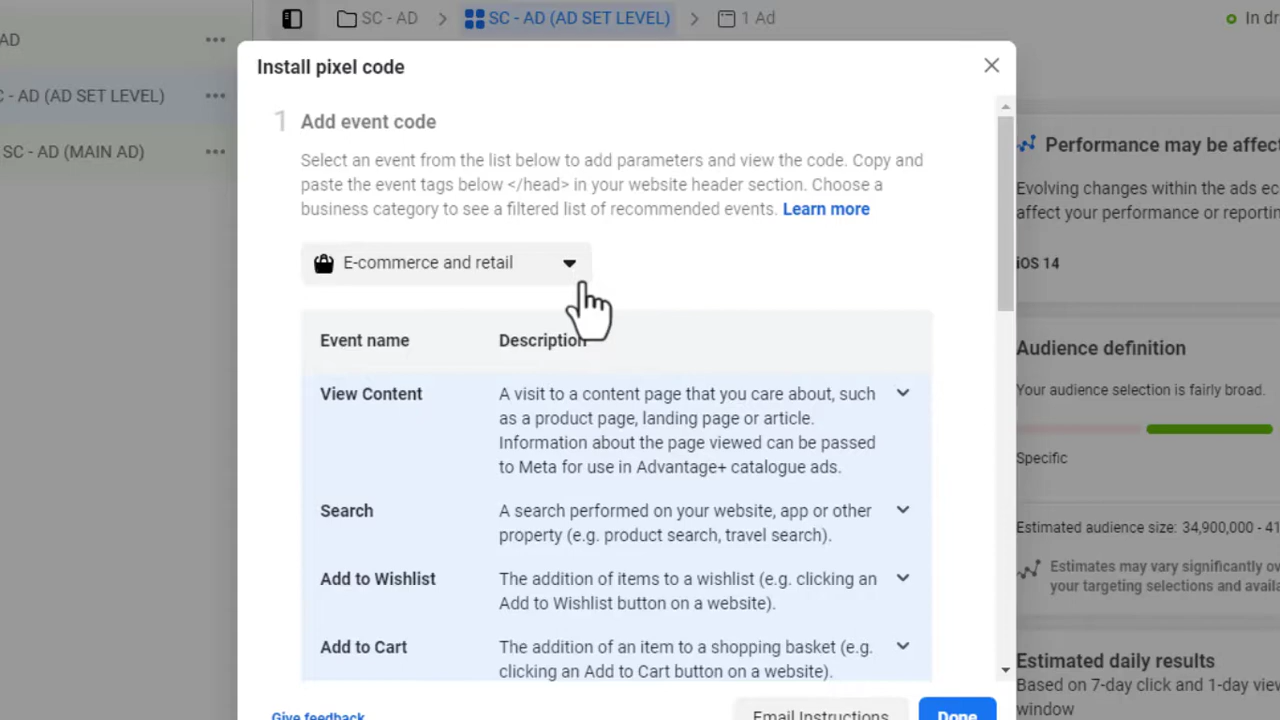 SC - AD
SC - AD (AD SET LEVEL)
1 Ad
In dr
AD
C - AD (AD SET LEVEL)
SC - AD (MAIN AD)
Install pixel code
1 Add event code
Select an event from the list below to add parameters and view the code. Copy and
paste the event tags below </head> in your website header section. Choose a
business category to see a filtered list of recommended events. Learn more
E-commerce and retail
Event name Description
View Content A visit to a content page that you care about, such
as a product page, landing page or article.
Information about the page viewed can be passed
to Meta for use in Advantage+ catalogue ads.
Search A search performed on your website, app or other
property (e.g. product search, travel search).
Add to Wishlist The addition of items to a wishlist (e.g. clicking an
Add to Wishlist button on a website).
Add to Cart The addition of an item to a shopping basket (e.g.
clicking an Add to Cart button on a website).
Give feedback
Email Instructions
Done
Performance may be affect
Evolving changes within the ads ec
affect your performance or reportin
iOS 14
Audience definition
Your audience selection is fairly broad.
Specific
Estimated audience size: 34,900,000 - 41
Estimates may vary significantly ov
your targeting selections and avail
Estimated daily results
Based on 7-day click and 1-day view
window